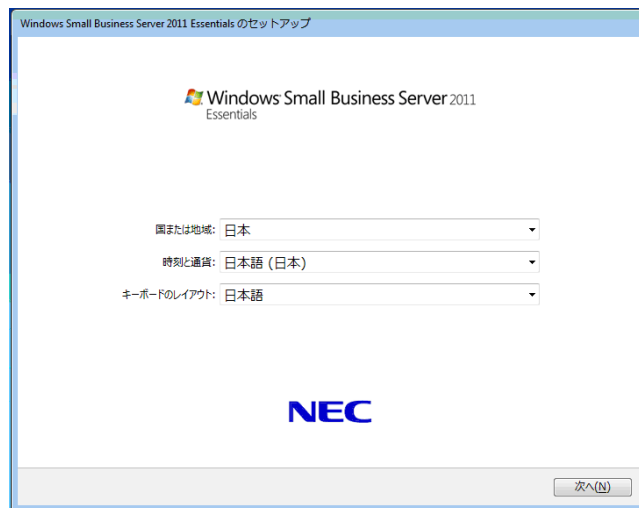 Windows Small Business Server 2011 Essentials のセットアップ
Windows Small Business Server 2011
Essentials
国または地域: 日本
時刻と通貨: 日本語 (日本)
キーボードのレイアウト: 日本語
NEC
次へ(N)